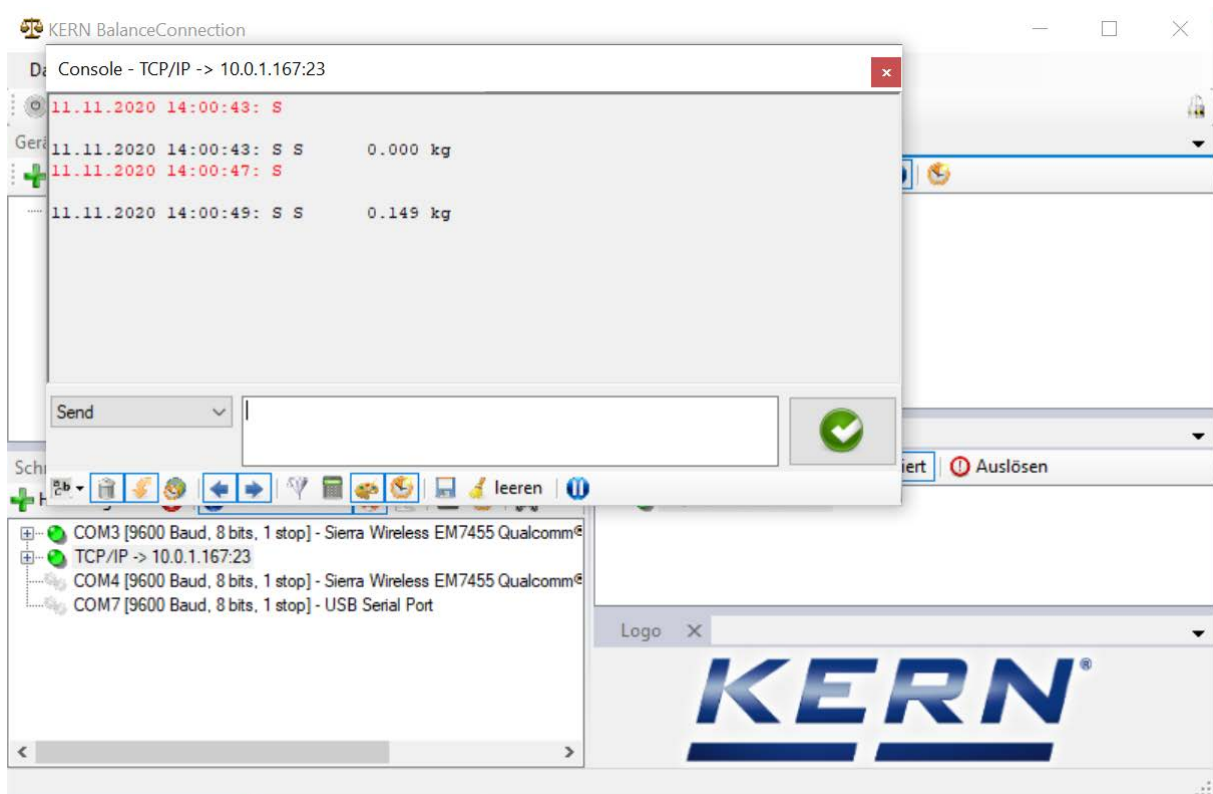 KERN BalanceConnection
Console - TCP/IP -> 10.0.1.167:23
11.11.2020 14:00:43: S
11.11.2020 14:00:43: S S 0.000 kg
11.11.2020 14:00:47: S
11.11.2020 14:00:49: S S 0.149 kg
Send
leeren
Auslösen
COM3 [9600 Baud, 8 bits, 1 stop] - Sierra Wireless EM7455 Qualcomm®
TCP/IP -> 10.0.1.167:23
COM4 [9600 Baud, 8 bits, 1 stop] - Sierra Wireless EM7455 Qualcomm®
COM7 [9600 Baud, 8 bits, 1 stop] - USB Serial Port
Logo
KERN®